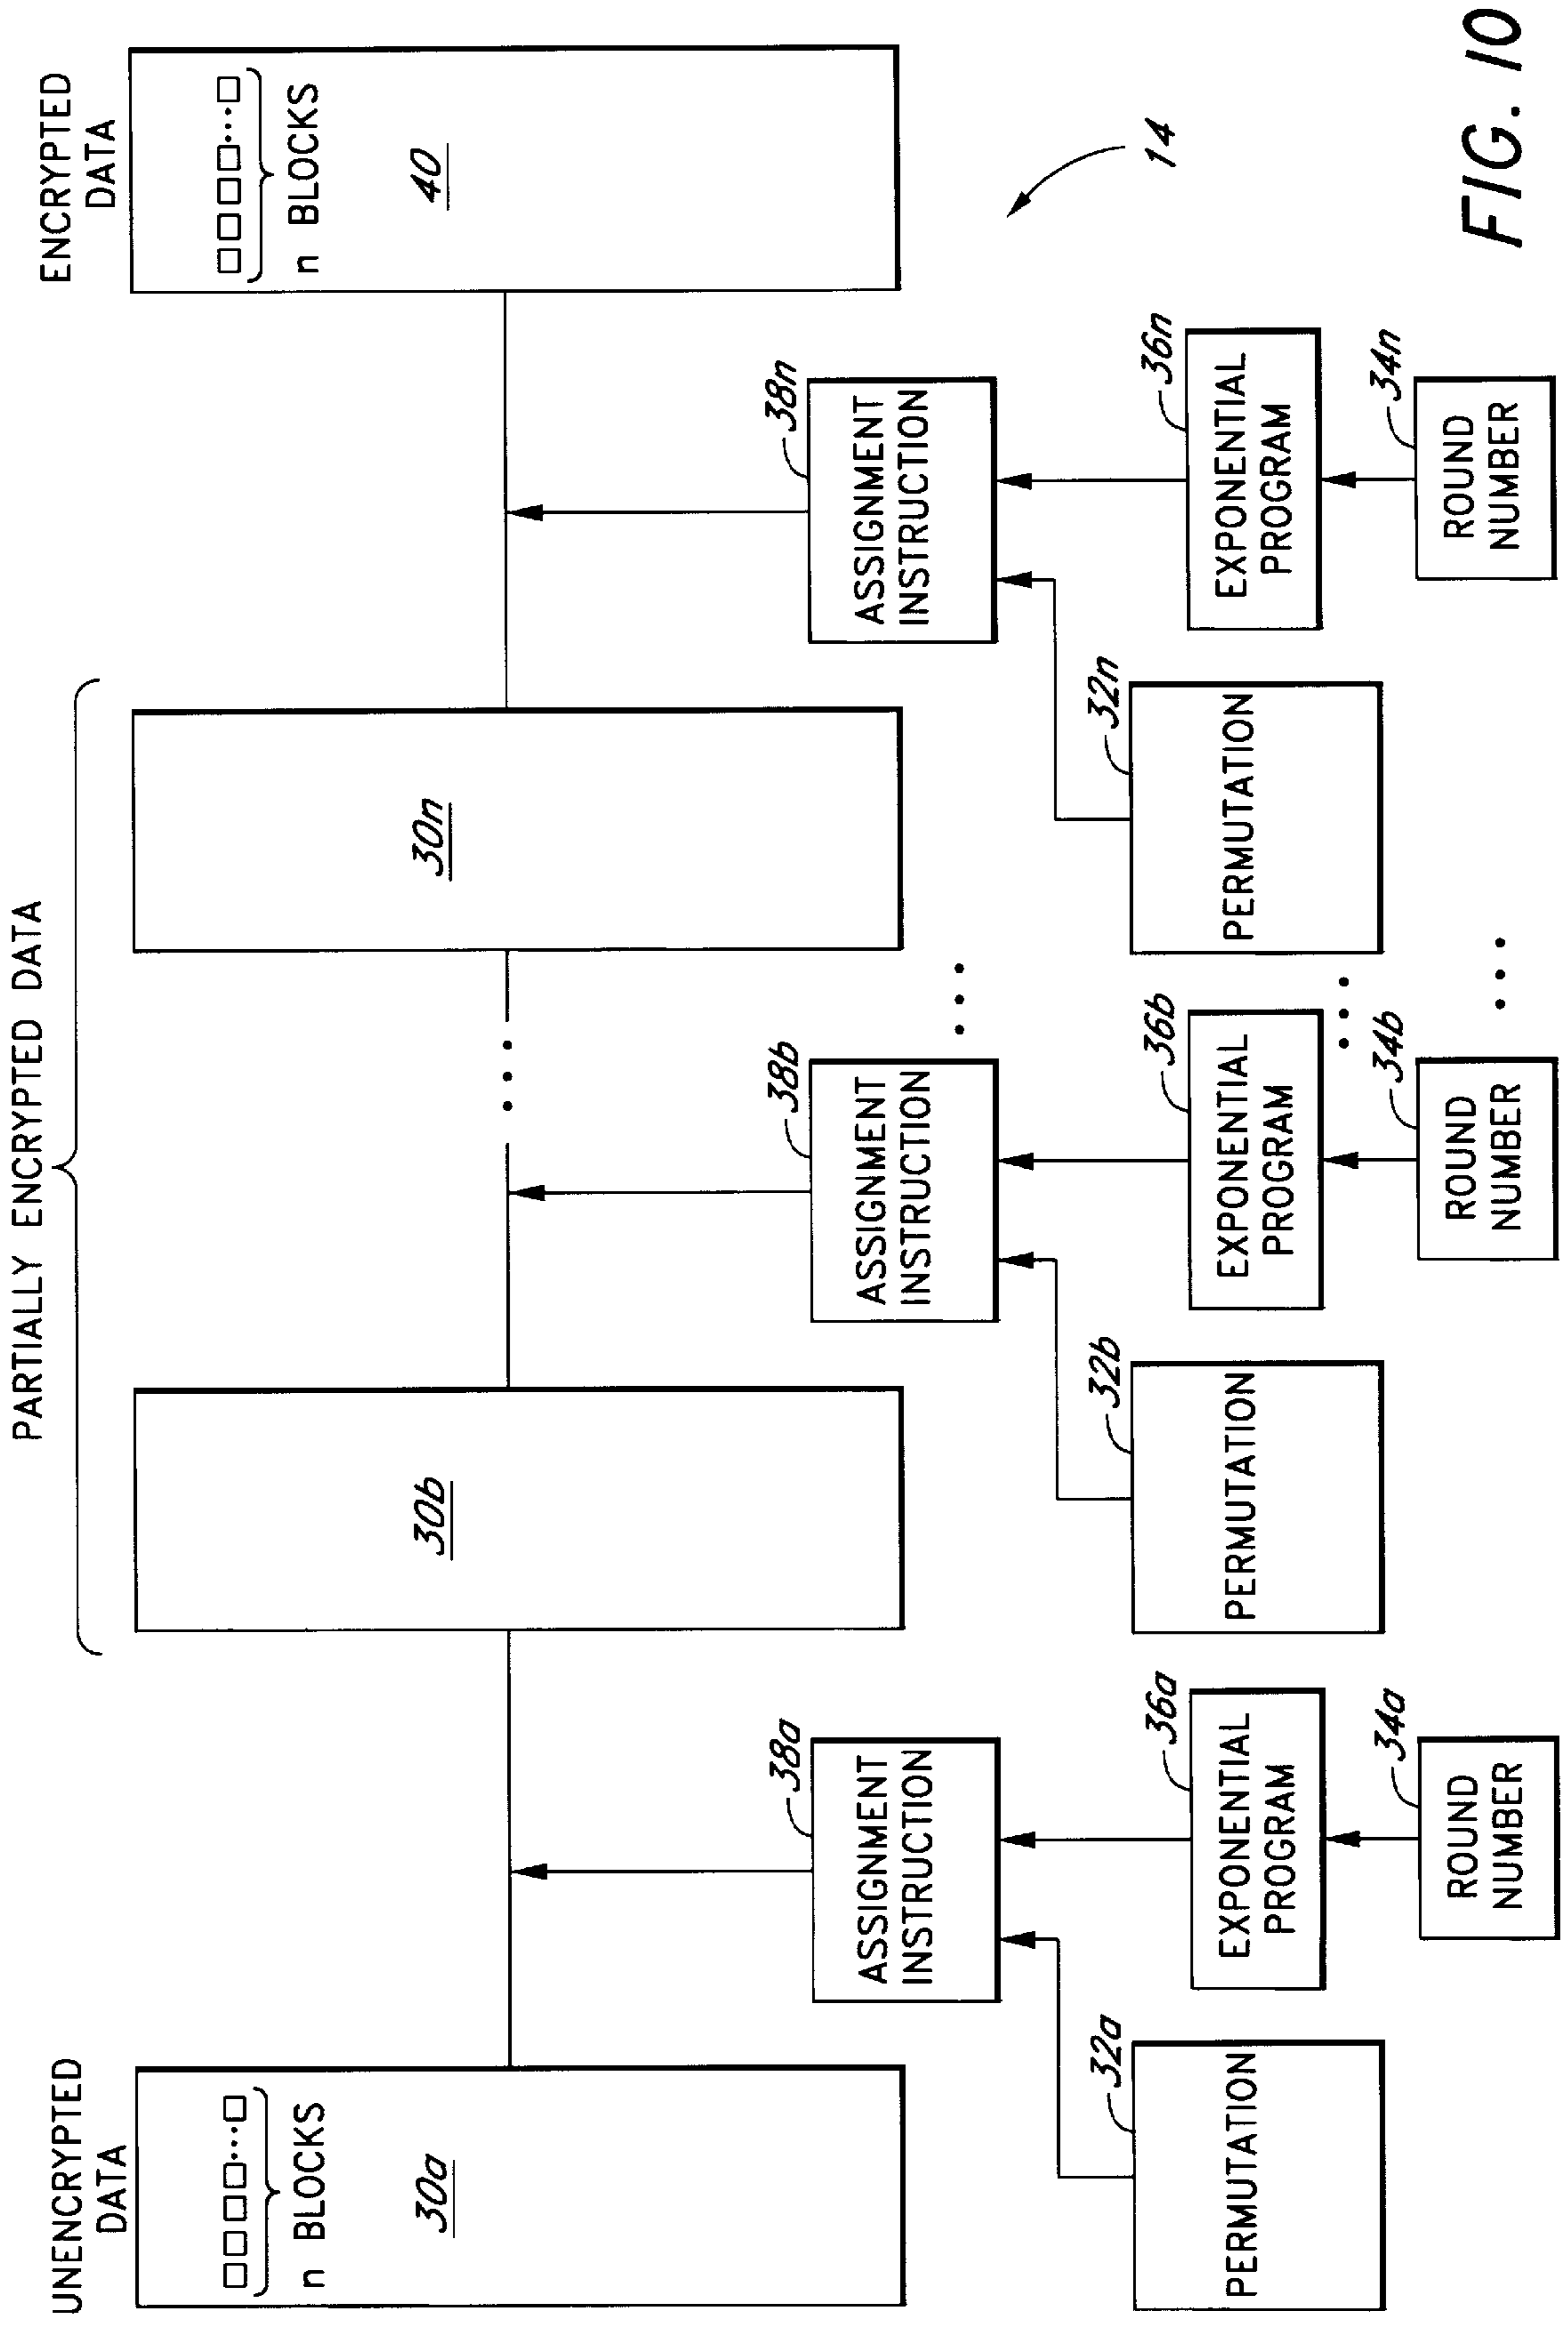 PARTIALLY ENCRYPTED DATA
UNENCRYPTED
DATA
ENCRYPTED
DATA
n BLOCKS
n BLOCKS
30a
30b
30n
40
38a
ASSIGNMENT
INSTRUCTION
38b
ASSIGNMENT
INSTRUCTION
38n
ASSIGNMENT
INSTRUCTION
14
32a
PERMUTATION
36a
EXPONENTIAL
PROGRAM
32b
PERMUTATION
36b
EXPONENTIAL
PROGRAM
32n
PERMUTATION
36n
EXPONENTIAL
PROGRAM
34a
ROUND
NUMBER
34b
ROUND
NUMBER
34n
ROUND
NUMBER
FIG. 10